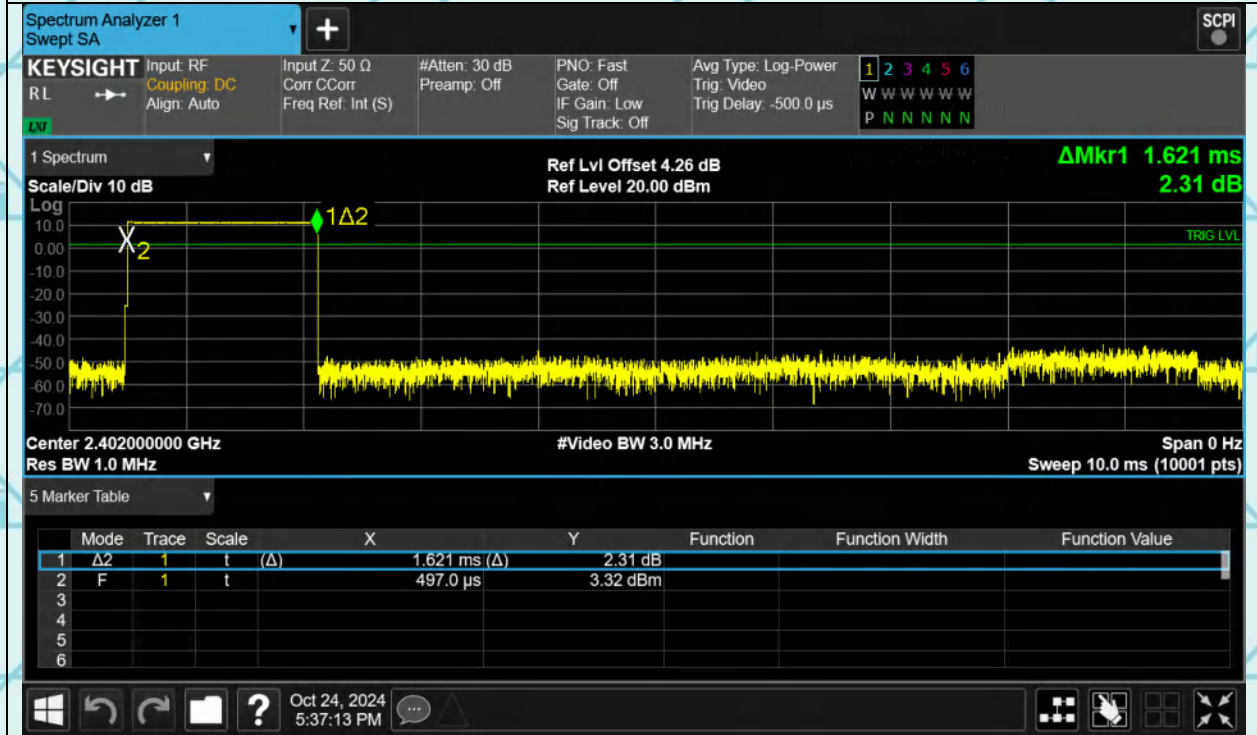 Spectrum Analyzer 1
Swept SA
+
SCPI
KEYSIGHT Input: RF Input Z: 50 Ω #Atten: 30 dB PNO: Fast Avg Type: Log-Power 1 2 3 4 5 6
RL Coupling: DC Corr CCorr Preamp: Off Gate: Off Trig: Video W W W W W W
Align: Auto Freq Ref: Int (S) IF Gain: Low Trig Delay: -500.0 µs P N N N N N
LXI Sig Track: Off
1 Spectrum Ref Lvl Offset 4.26 dB ΔMkr1 1.621 ms
Scale/Div 10 dB Ref Level 20.00 dBm 2.31 dB
Log
10.0 1Δ2
0.00 X 2 TRIG LVL
-10.0
-20.0
-30.0
-40.0
-50.0
-60.0
-70.0
Center 2.402000000 GHz #Video BW 3.0 MHz Span 0 Hz
Res BW 1.0 MHz Sweep 10.0 ms (10001 pts)
5 Marker Table
Mode Trace Scale X Y Function Function Width Function Value
1 Δ2 1 t (Δ) 1.621 ms (Δ) 2.31 dB
2 F 1 t 497.0 µs 3.32 dBm
3
4
5
6
? Oct 24, 2024
5:37:13 PM